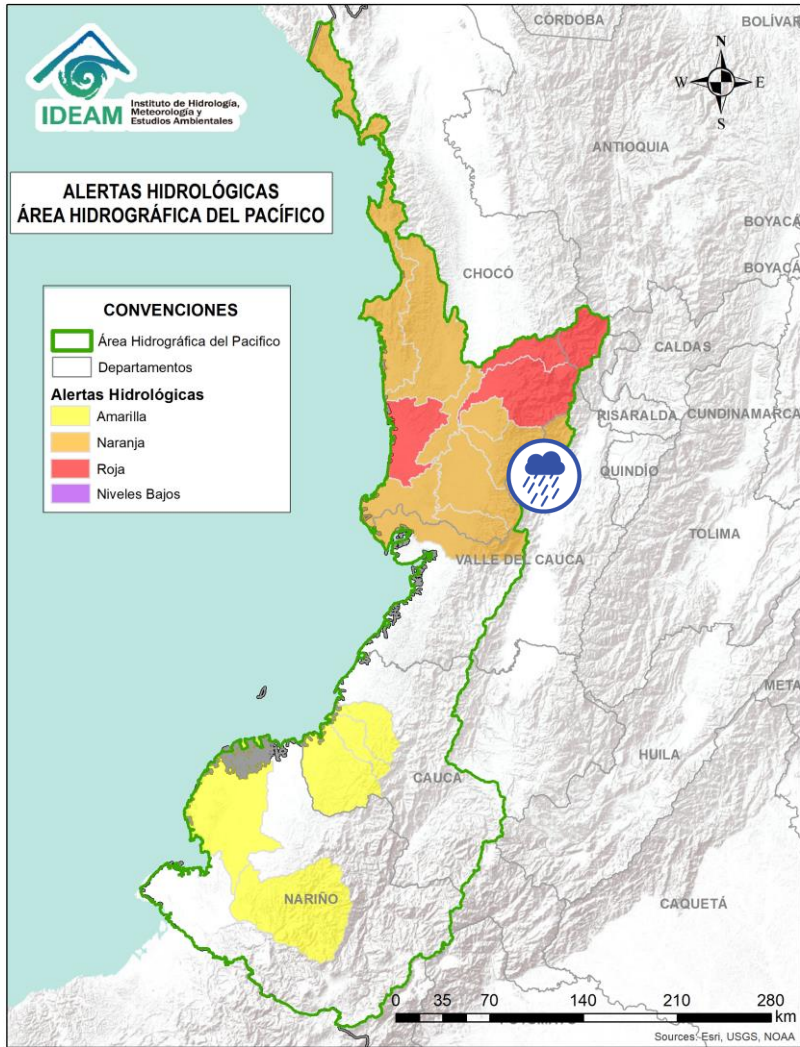 IDEAM
Instituto de Hidrología,
Meteorología y
Estudios Ambientales
ALERTAS HIDROLÓGICAS
ÁREA HIDROGRÁFICA DEL PACÍFICO
CONVENCIONES
Área Hidrográfica del Pacifico
Departamentos
Alertas Hidrológicas
Amarilla
Naranja
Roja
Niveles Bajos
CÓRDOBA
BOLÍVAR
N
W
E
S
ANTIOQUIA
BOYACÁ
CHOCÓ
BOYACÁ
CALDAS
RISARALDA
CUNDINAMARCA
QUINDÍO
TOLIMA
VALLE DEL CAUCA
META
HUILA
CAUCA
NARIÑO
CAQUETÁ
0 35 70 140 210 280
km
Sources: Esri, USGS, NOAA